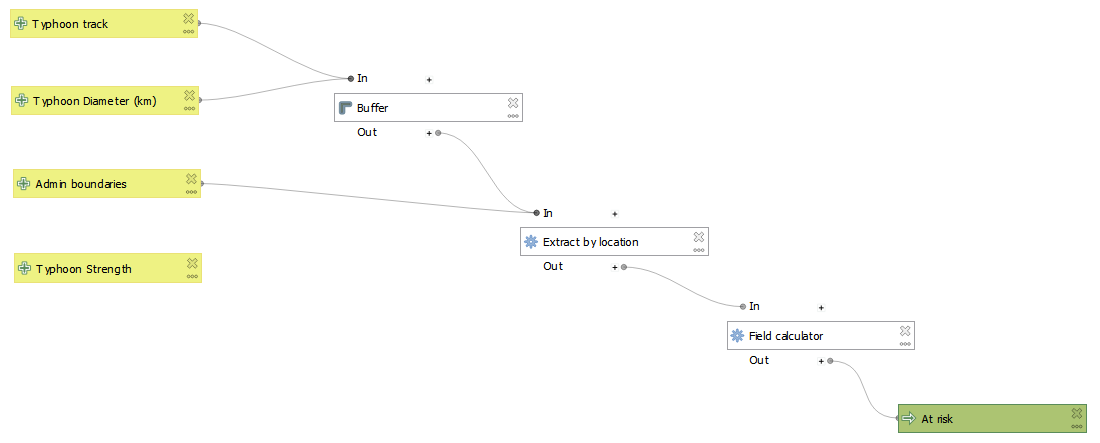 Typhoon track
In
Typhoon Diameter (km)
Buffer
Out
Admin boundaries
In
Extract by location
Typhoon Strength
Out
In
Field calculator
Out
At risk